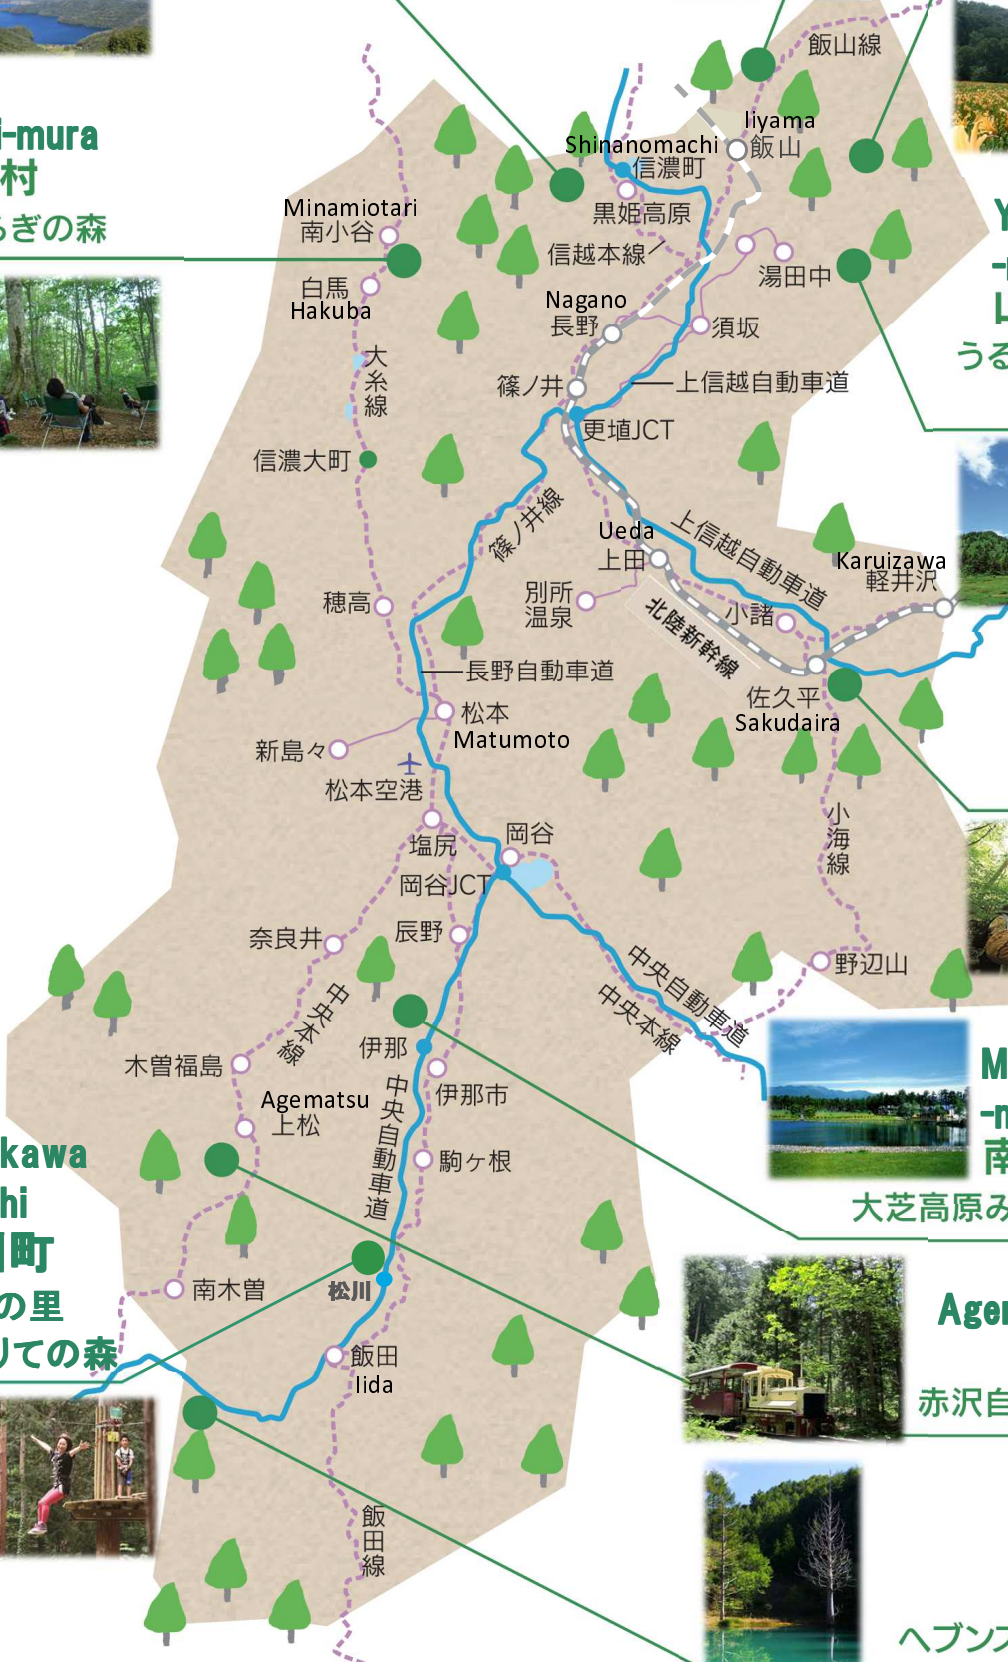 飯山線
i-mura
村
ぎの森
Iiyama
飯山
Shinanomachi
信濃町
黒姫高原
信越本線
Minamiotari
南小谷
白馬
Hakuba
湯田中
Nagano
長野
須坂
うる
大糸線
篠ノ井
上信越自動車道
更埴JCT
信濃大町
篠ノ井線
Ueda
上田
上信越自動車道
Karuizawa
軽井沢
別所
温泉
小諸
北陸新幹線
穂高
長野自動車道
佐久平
Sakudaira
松本
Matumoto
新島々
松本空港
小海線
塩尻
岡谷
岡谷JCT
奈良井
辰野
野辺山
中央自動車道
中央本線
中央本線
伊那
木曽福島
伊那市
中央自動車道
Agematsu
上松
駒ヶ根
M
南
大芝高原み
kawa
hi
町
の里
ての森
松川
南木曽
飯田
Iida
Agem
赤沢自
飯田線
ヘブンス